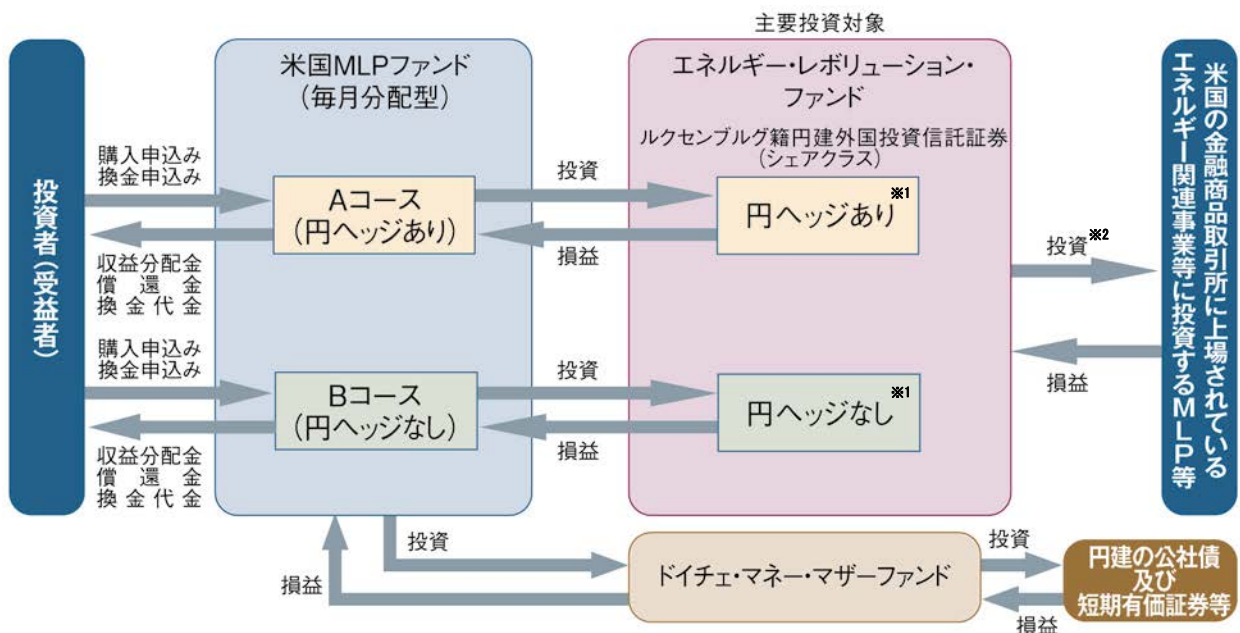 主要投資対象
投資者（受益者）
米国MLPファンド
（毎月分配型）
エネルギー・レボリューション・
ファンド
ルクセンブルグ籍円建外国投資信託証券
（シェアクラス）
米国の金融商品取引所に上場されている
エネルギー関連事業等に投資するMLP等
購入申込み
換金申込み
Aコース
（円ヘッジあり）
投資
円ヘッジあり※1
損益
収益分配金
償還金
換金代金
投資※2
損益
購入申込み
換金申込み
Bコース
（円ヘッジなし）
投資
円ヘッジなし※1
損益
収益分配金
償還金
換金代金
投資
損益
ドイチェ・マネー・マザーファンド
投資
損益
円建の公社債
及び
短期有価証券等